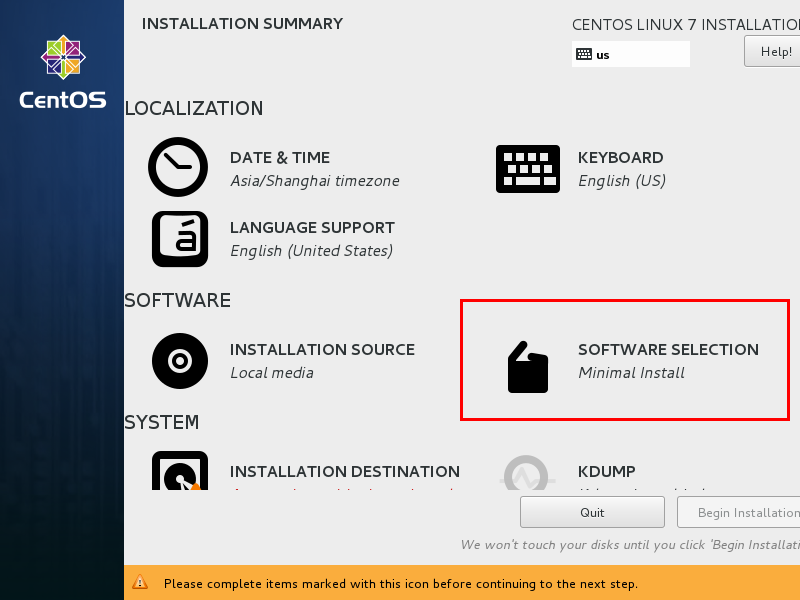 INSTALLATION SUMMARY
CENTOS LINUX 7 INSTALLATIO
us
Help!
CentOS
LOCALIZATION
DATE & TIME
Asia/Shanghai timezone
KEYBOARD
English (US)
LANGUAGE SUPPORT
English (United States)
á
SOFTWARE
INSTALLATION SOURCE
Local media
SOFTWARE SELECTION
Minimal Install
SYSTEM
INSTALLATION DESTINATION
KDUMP
Quit
Begin Installation
We won't touch your disks until you click 'Begin Installati
Please complete items marked with this icon before continuing to the next step.